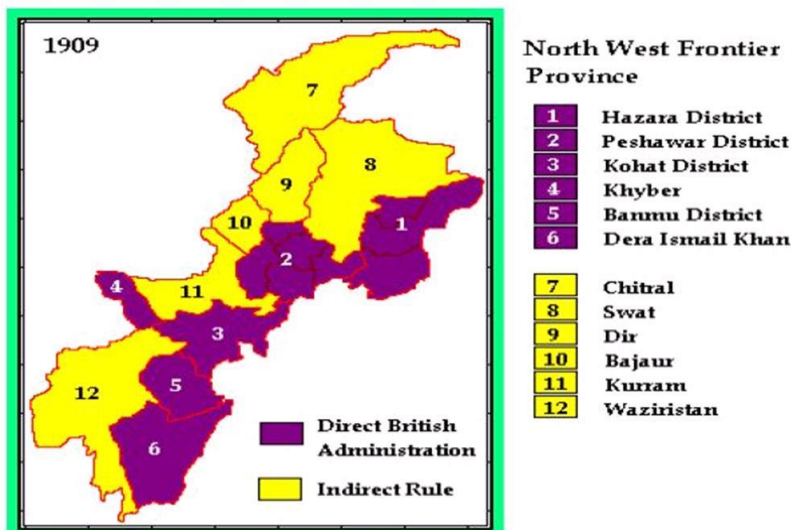 1909
North West Frontier
Province
1 Hazara District
2 Peshawar District
3 Kohat District
4 Khyber
5 Banmu District
6 Dera Ismail Khan
7 Chitral
8 Swat
9 Dir
10 Bajaur
11 Kurram
12 Waziristan
7
8
9
10
1
2
4
11
3
12
5
6
Direct British
Administration
Indirect Rule